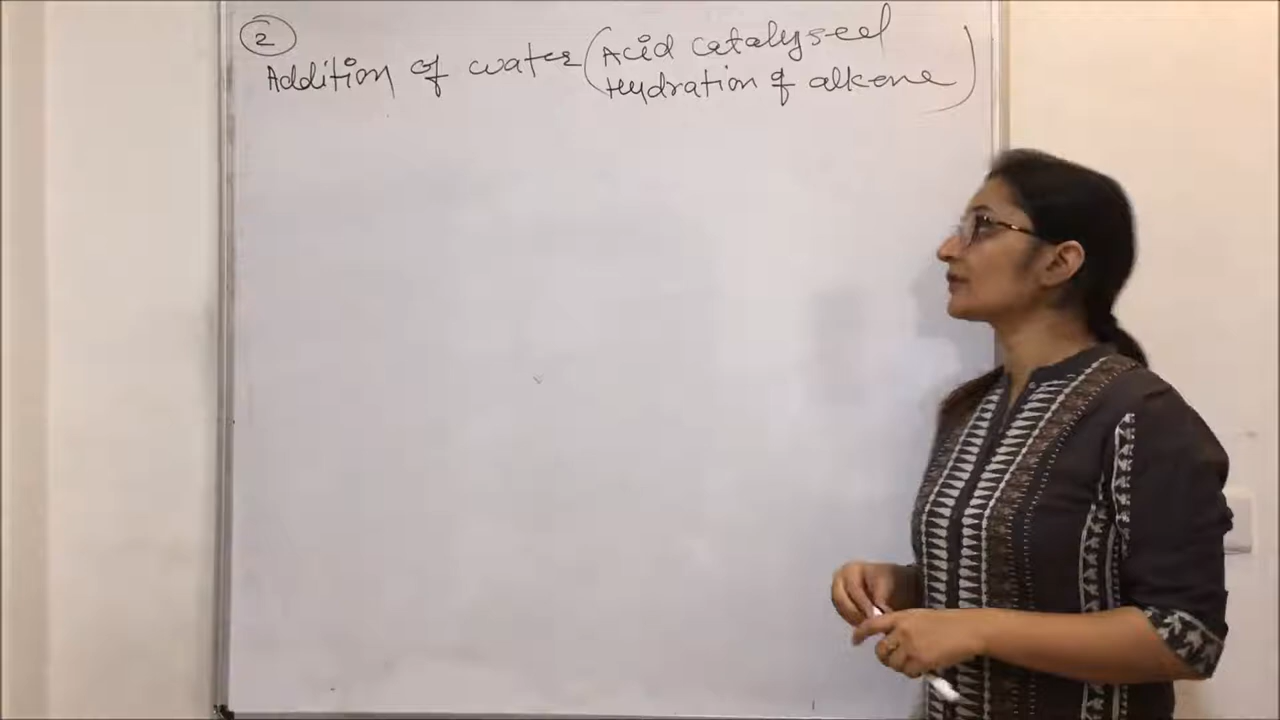 2
Addition of water (Acid catalysed
Hydration of alkene)